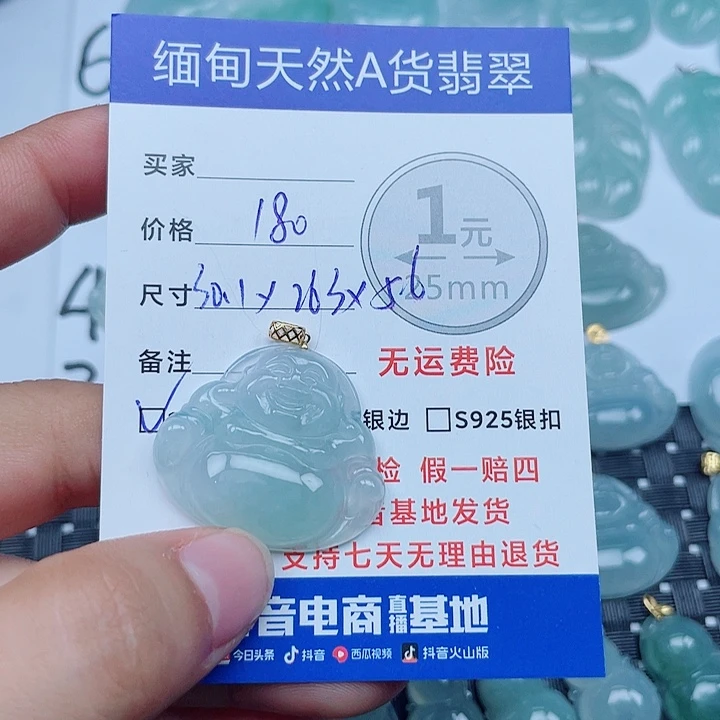 缅甸天然A货翡翠
买家
价格 180
1元
25mm
尺寸 30.1×26.3×5.6
备注
无运费险
银边 S925银扣
检 假一赔四
基地发货
支持七天无理由退货
音电商直播基地
今日头条 抖音 西瓜视频 抖音火山版
6
4